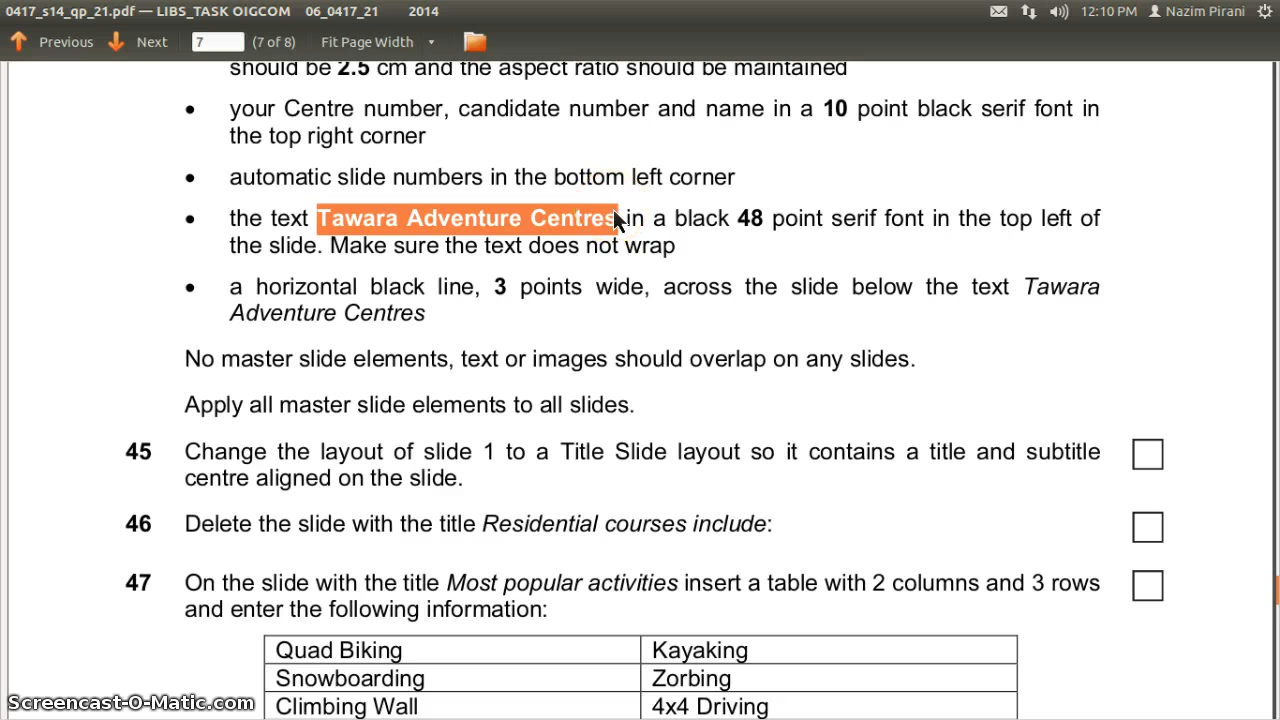 0417_s14_qp_21.pdf — LIBS_TASK OIGCOM 06_0417_21 2014 12:10 PM Nazim Pirani
Previous Next 7 (7 of 8) Fit Page Width
should be 2.5 cm and the aspect ratio should be maintained
• your Centre number, candidate number and name in a 10 point black serif font in
the top right corner
• automatic slide numbers in the bottom left corner
• the text Tawara Adventure Centres in a black 48 point serif font in the top left of
the slide. Make sure the text does not wrap
• a horizontal black line, 3 points wide, across the slide below the text Tawara
Adventure Centres
No master slide elements, text or images should overlap on any slides.
Apply all master slide elements to all slides.
45 Change the layout of slide 1 to a Title Slide layout so it contains a title and subtitle
centre aligned on the slide.
46 Delete the slide with the title Residential courses include:
47 On the slide with the title Most popular activities insert a table with 2 columns and 3 rows
and enter the following information:
Quad Biking Kayaking
Snowboarding Zorbing
Climbing Wall 4x4 Driving
Screencast-O-Matic.com